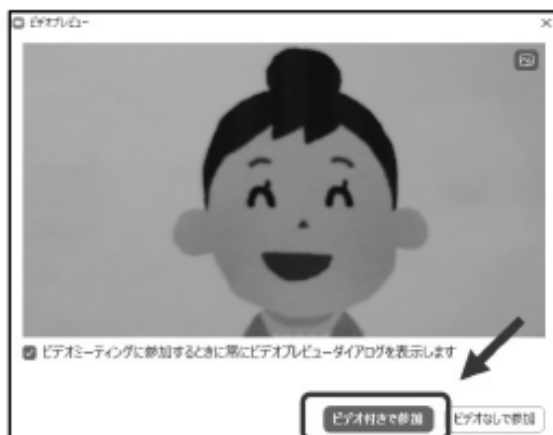 ビデオプレビュー
ビデオミーティングに参加するときに常にビデオプレビューダイアログを表示します
ビデオ付きで参加 ビデオなしで参加